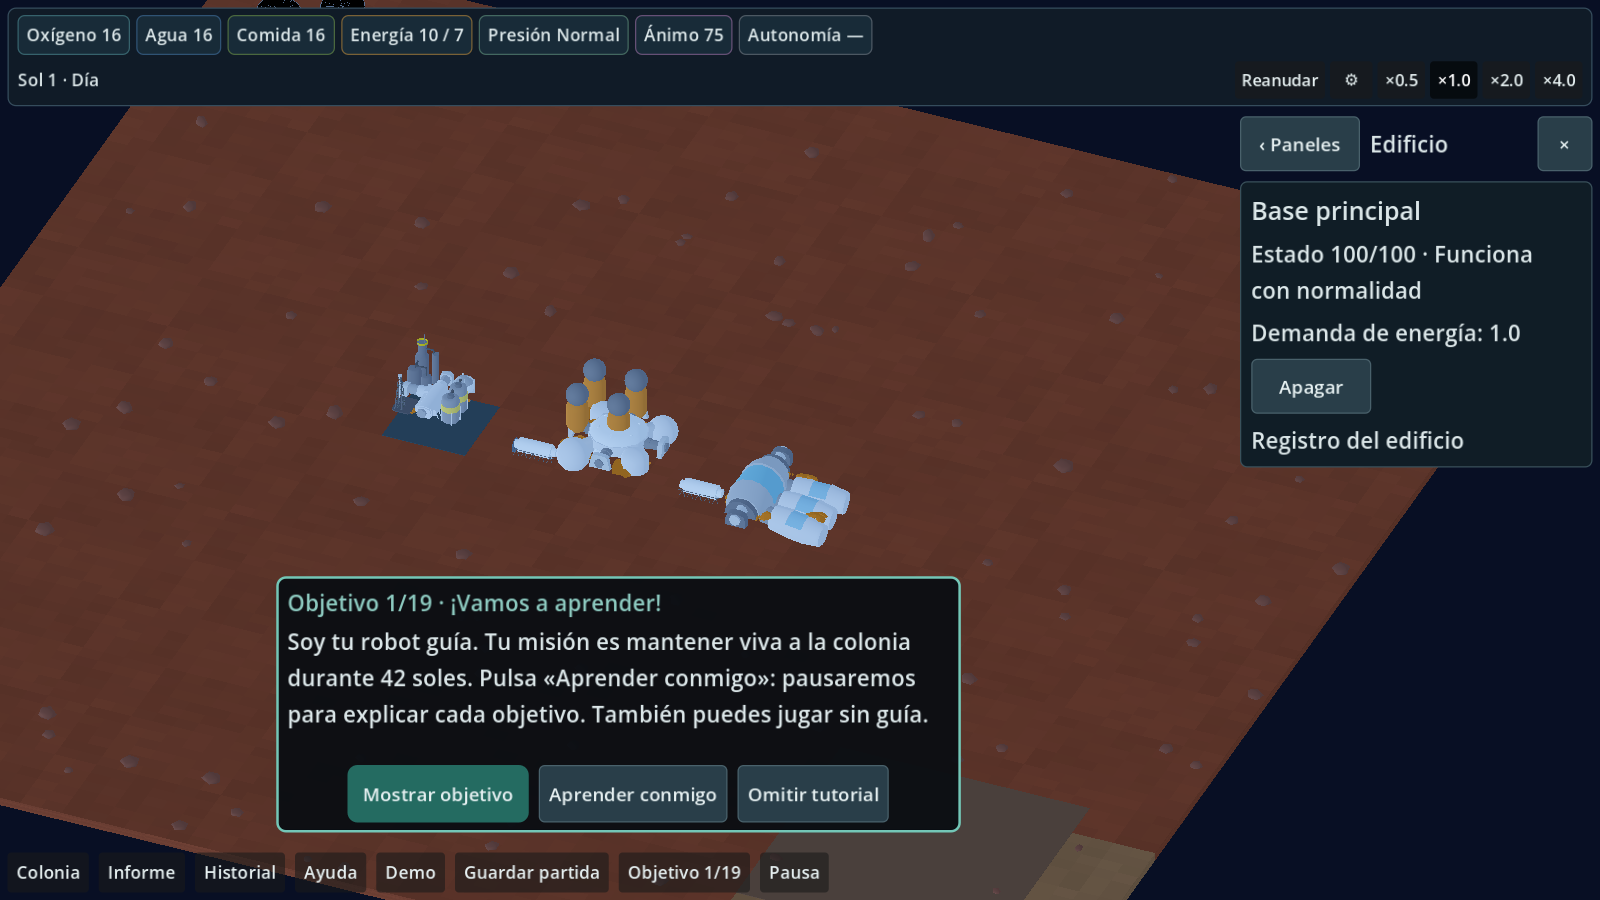 Oxígeno 16 Agua 16 Comida 16 Energía 10 / 7 Presión Normal Ánimo 75 Autonomía —
Sol 1 · Día Reanudar ⚙ ×0.5 ×1.0 ×2.0 ×4.0
‹ Paneles Edificio ×
Base principal
Estado 100/100 · Funciona
con normalidad
Demanda de energía: 1.0
Apagar
Registro del edificio
Objetivo 1/19 · ¡Vamos a aprender!
Soy tu robot guía. Tu misión es mantener viva a la colonia
durante 42 soles. Pulsa «Aprender conmigo»: pausaremos
para explicar cada objetivo. También puedes jugar sin guía.
Mostrar objetivo Aprender conmigo Omitir tutorial
Colonia Informe Historial Ayuda Demo Guardar partida Objetivo 1/19 Pausa